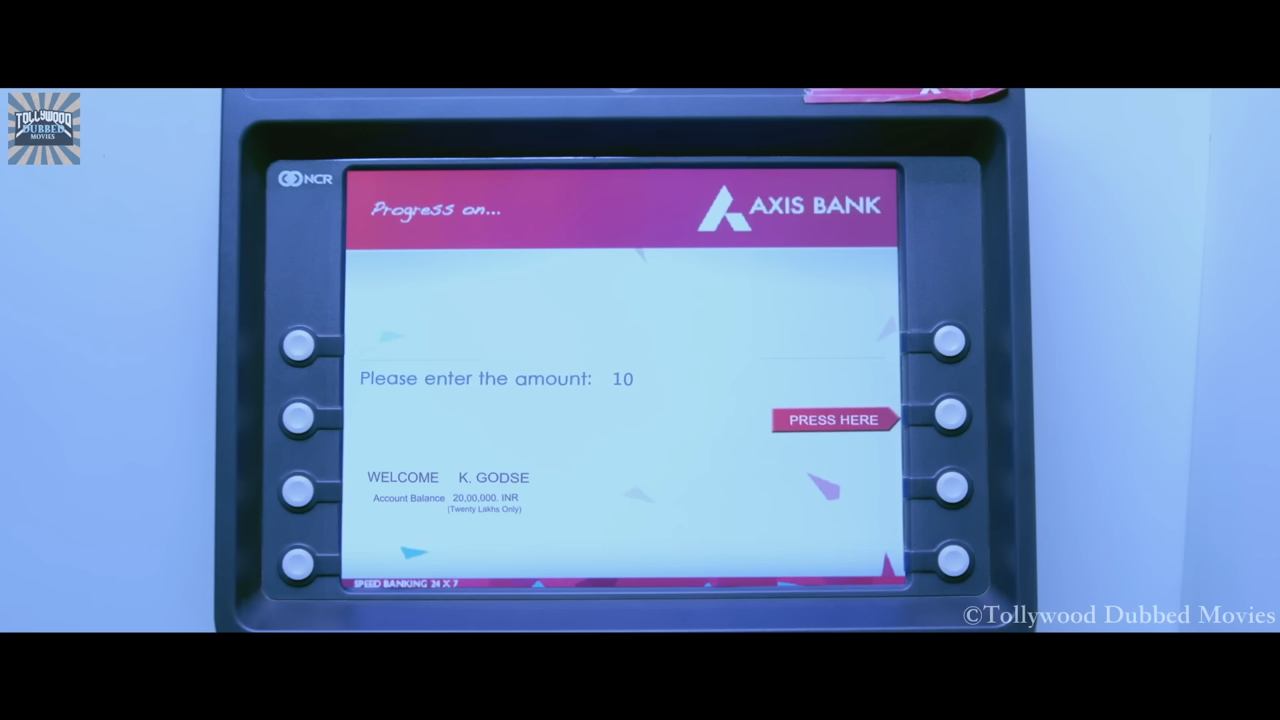 TOLLYWOOD
DUBBED
MOVIES
NCR
Progress on...
AXIS BANK
Please enter the amount: 10
PRESS HERE
WELCOME K. GODSE
Account Balance 20,00,000. INR
(Twenty Lakhs Only)
SPEED BANKING 24 X 7
©Tollywood Dubbed Movies